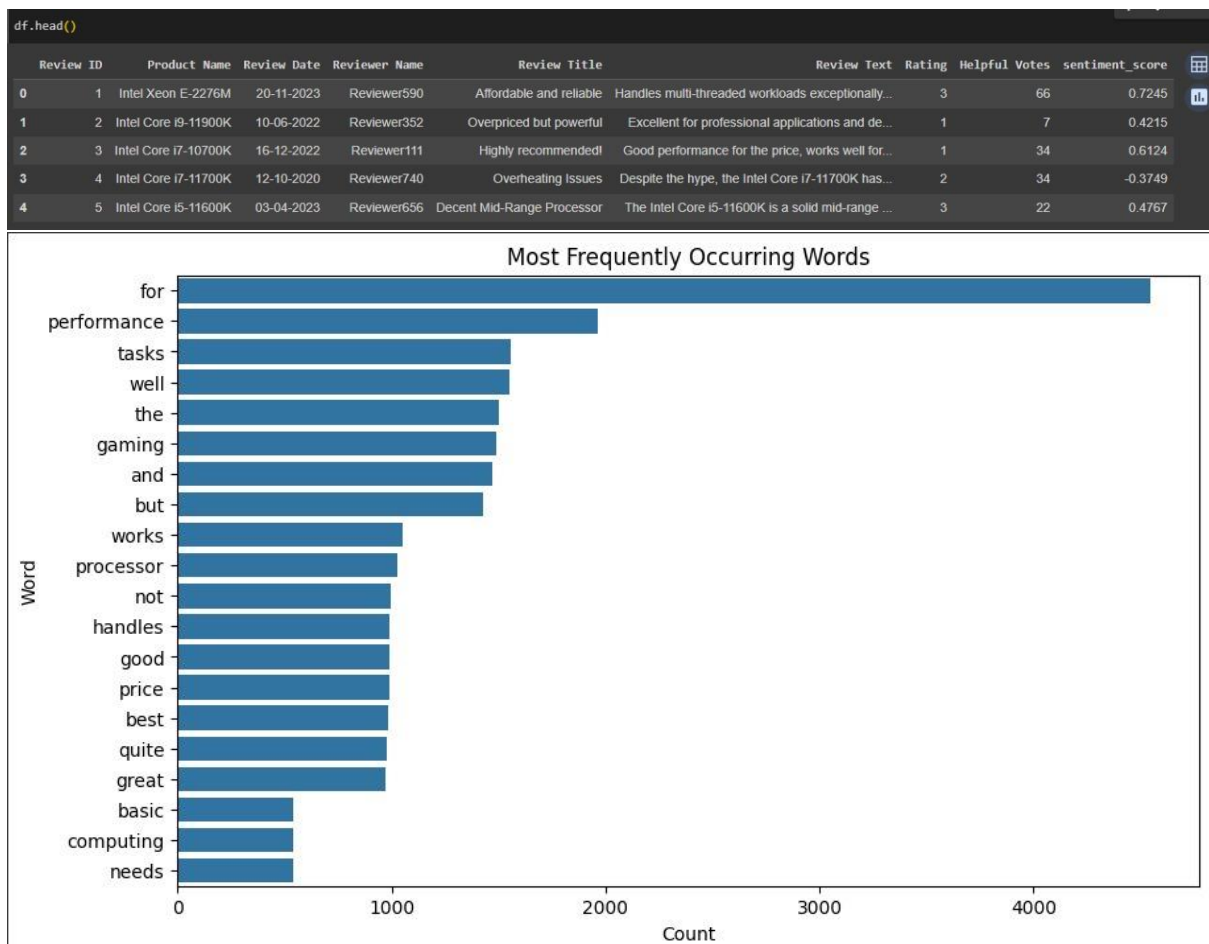 df.head()
Review ID Product Name Review Date Reviewer Name Review Title Review Text Rating Helpful Votes sentiment_score
0 1 Intel Xeon E-2276M 20-11-2023 Reviewer590 Affordable and reliable Handles multi-threaded workloads exceptionally... 3 66 0.7245
1 2 Intel Core i9-11900K 10-06-2022 Reviewer352 Overpriced but powerful Excellent for professional applications and de... 1 7 0.4215
2 3 Intel Core i7-10700K 16-12-2022 Reviewer111 Highly recommended! Good performance for the price, works well for... 1 34 0.6124
3 4 Intel Core i7-11700K 12-10-2020 Reviewer740 Overheating Issues Despite the hype, the Intel Core i7-11700K has... 2 34 -0.3749
4 5 Intel Core i5-11600K 03-04-2023 Reviewer656 Decent Mid-Range Processor The Intel Core i5-11600K is a solid mid-range ... 3 22 0.4767
Most Frequently Occurring Words
for
performance
tasks
well
the
gaming
and
but
works
processor
not
handles
good
price
best
quite
great
basic
computing
needs
Word
0 1000 2000 3000 4000
Count